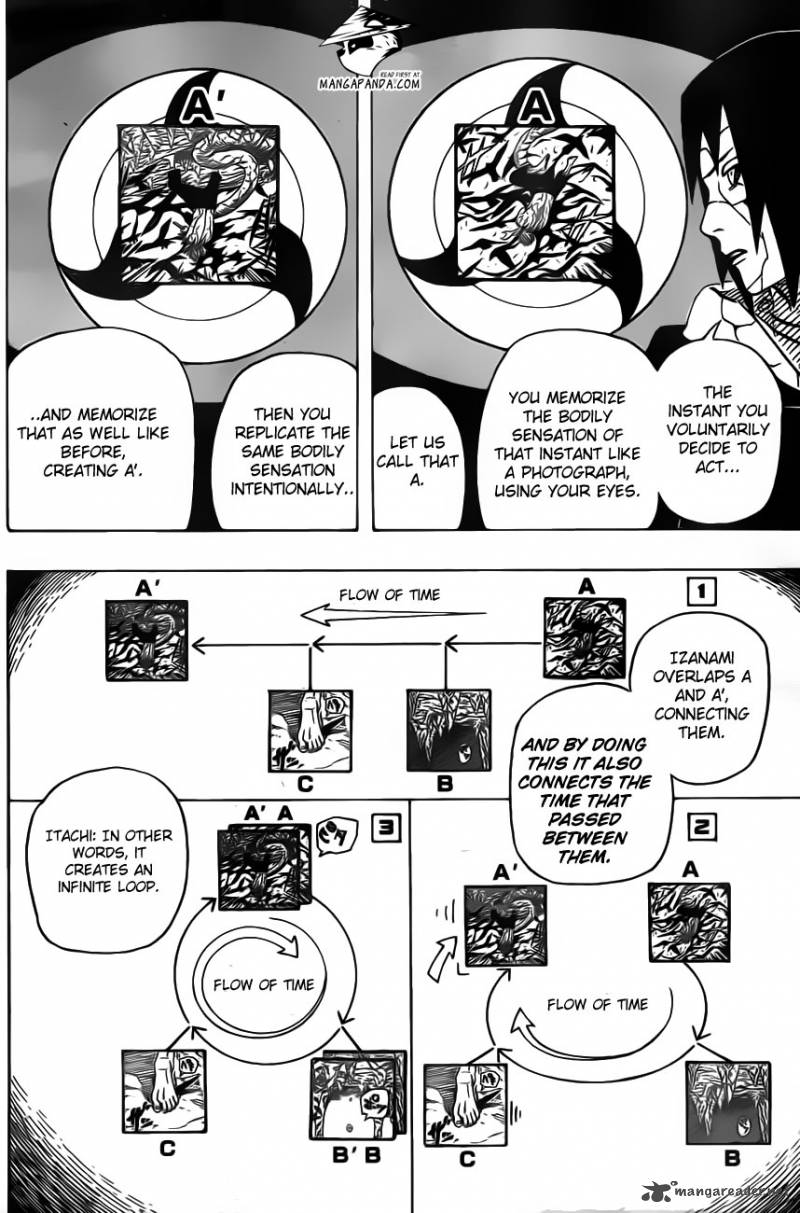 READ FIRST AT
MANGAPANDA.COM
A
THE
INSTANT YOU
VOLUNTARILY
DECIDE TO
ACT...
YOU MEMORIZE
THE BODILY
SENSATION OF
THAT INSTANT LIKE
A PHOTOGRAPH,
USING YOUR EYES.
LET US
CALL THAT
A.
A'
THEN YOU
REPLICATE THE
SAME BODILY
SENSATION
INTENTIONALLY..
..AND MEMORIZE
THAT AS WELL LIKE
BEFORE,
CREATING A'.
1
IZANAMI
OVERLAPS A
AND A',
CONNECTING
THEM.
AND BY DOING
THIS IT ALSO
CONNECTS THE
TIME THAT
PASSED
BETWEEN
THEM.
A
FLOW OF TIME
A'
B
C
2
A
A'
FLOW OF TIME
B
C
3
A' A
FLOW OF TIME
B' B
C
ITACHI: IN OTHER
WORDS, IT
CREATES AN
INFINITE LOOP.